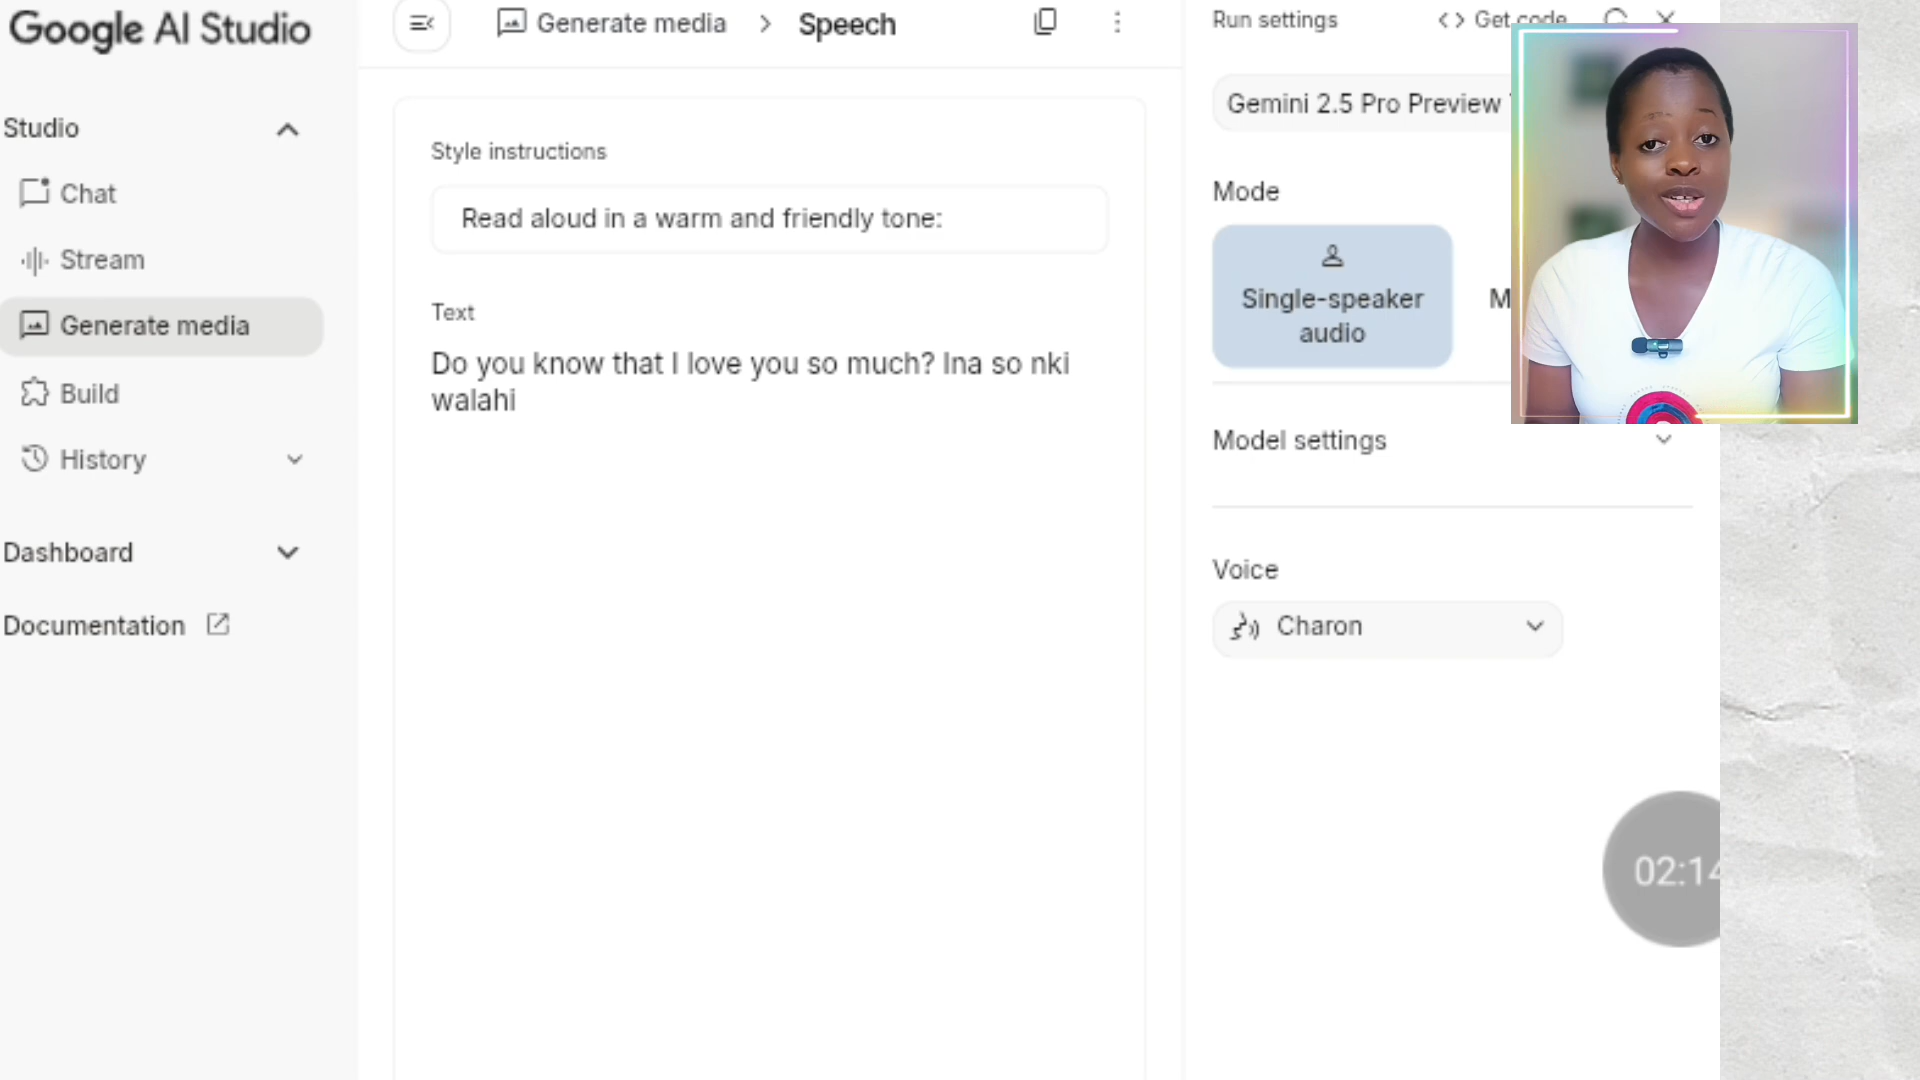 Google AI Studio
Studio
Chat
Stream
Generate media
Build
History
Dashboard
Documentation
Generate media > Speech
Style instructions
Read aloud in a warm and friendly tone:
Text
Do you know that I love you so much? Ina so nki
walahi
Run settings
<> Get code
Gemini 2.5 Pro Preview
Mode
Single-speaker
audio
M
Model settings
Voice
Charon
02:14